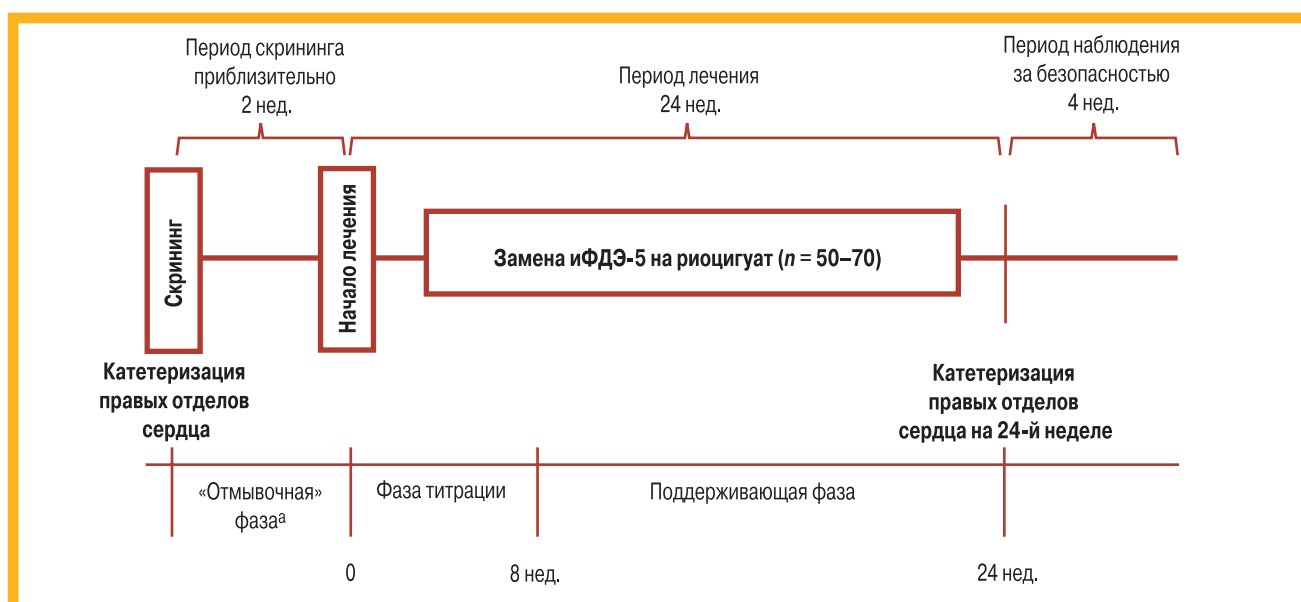 Период скрининга
приблизительно
2 нед.
Период лечения
24 нед.
Период наблюдения
за безопасностью
4 нед.
Скрининг
Начало лечения
Замена иФДЭ-5 на риоцигуат (n = 50–70)
Катетеризация
правых отделов
сердца
Катетеризация
правых отделов
сердца на 24-й неделе
«Отмывочная»
фазаª
Фаза титрации
Поддерживающая фаза
0
8 нед.
24 нед.